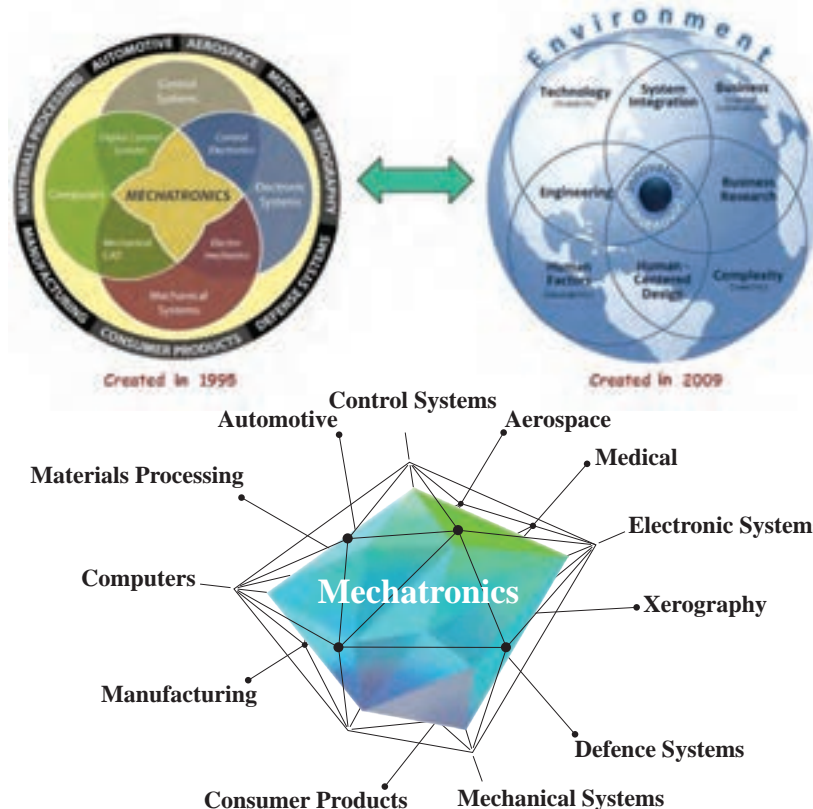 AUTOMOTIVE
AEROSPACE
MEDICAL
XEROGRAPHY
DEFENSE SYSTEMS
CONSUMER PRODUCTS
MANUFACTURING
MATERIALS PROCESSING
Control
Systems
Digital Control
Systems
Control
Electronics
Computers
MECHATRONICS
Electronic
Systems
Mechanical
CAD
Electro-
mechanics
Mechanical
Systems
Created in 1995
Environment
Technology
System
Integration
Business
Engineering
Business
Research
Human
Factors
Human-
Centered
Design
Complexity
Created in 2009
Control Systems
Automotive
Aerospace
Materials Processing
Medical
Electronic System
Computers
Mechatronics
Xerography
Manufacturing
Defence Systems
Consumer Products
Mechanical Systems